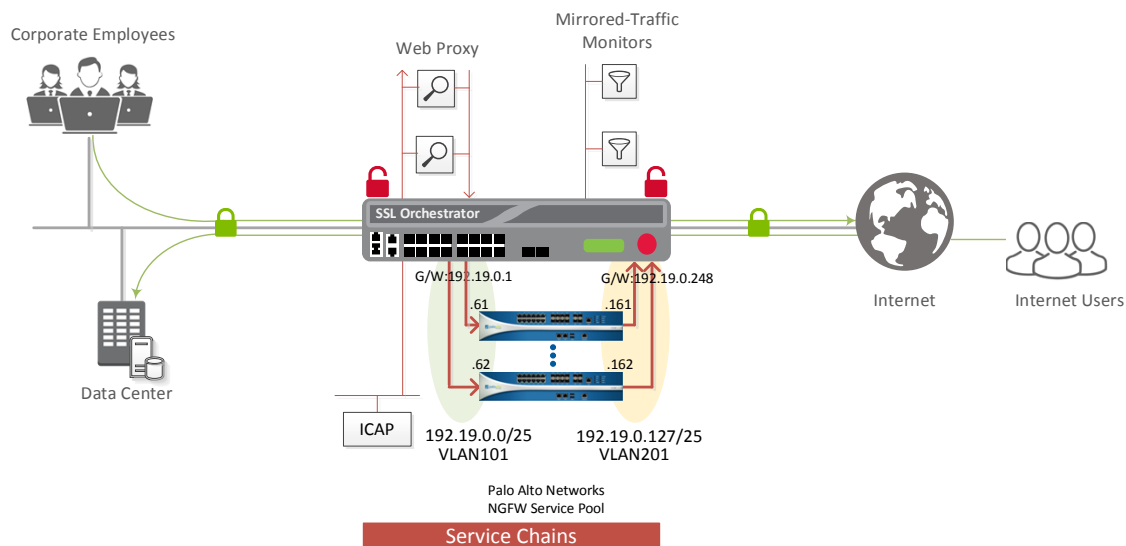 Corporate Employees
Web Proxy
Mirrored-Traffic
Monitors
SSL Orchestrator
G/W:192.19.0.1
G/W:192.19.0.248
.61
.161
.62
.162
Internet
Internet Users
Data Center
ICAP
192.19.0.0/25
VLAN101
192.19.0.127/25
VLAN201
Palo Alto Networks
NGFW Service Pool
Service Chains